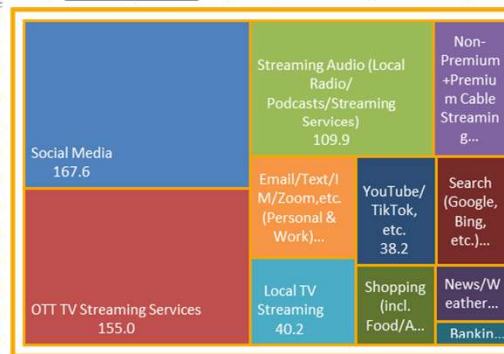 Social Media
167.6
OTT TV Streaming Services
155.0
Streaming Audio (Local
Radio/
Podcasts/Streaming
Services)
109.9
Email/Text/I
M/Zoom,etc.
(Personal &
Work)...
Local TV
Streaming
40.2
YouTube/
TikTok,
etc.
38.2
Shopping
(incl.
Food/A...
Non-
Premium
+Premiu
m Cable
Streamin
g...
Search
(Google,
Bing,
etc.)...
News/W
eather...
Bankin...